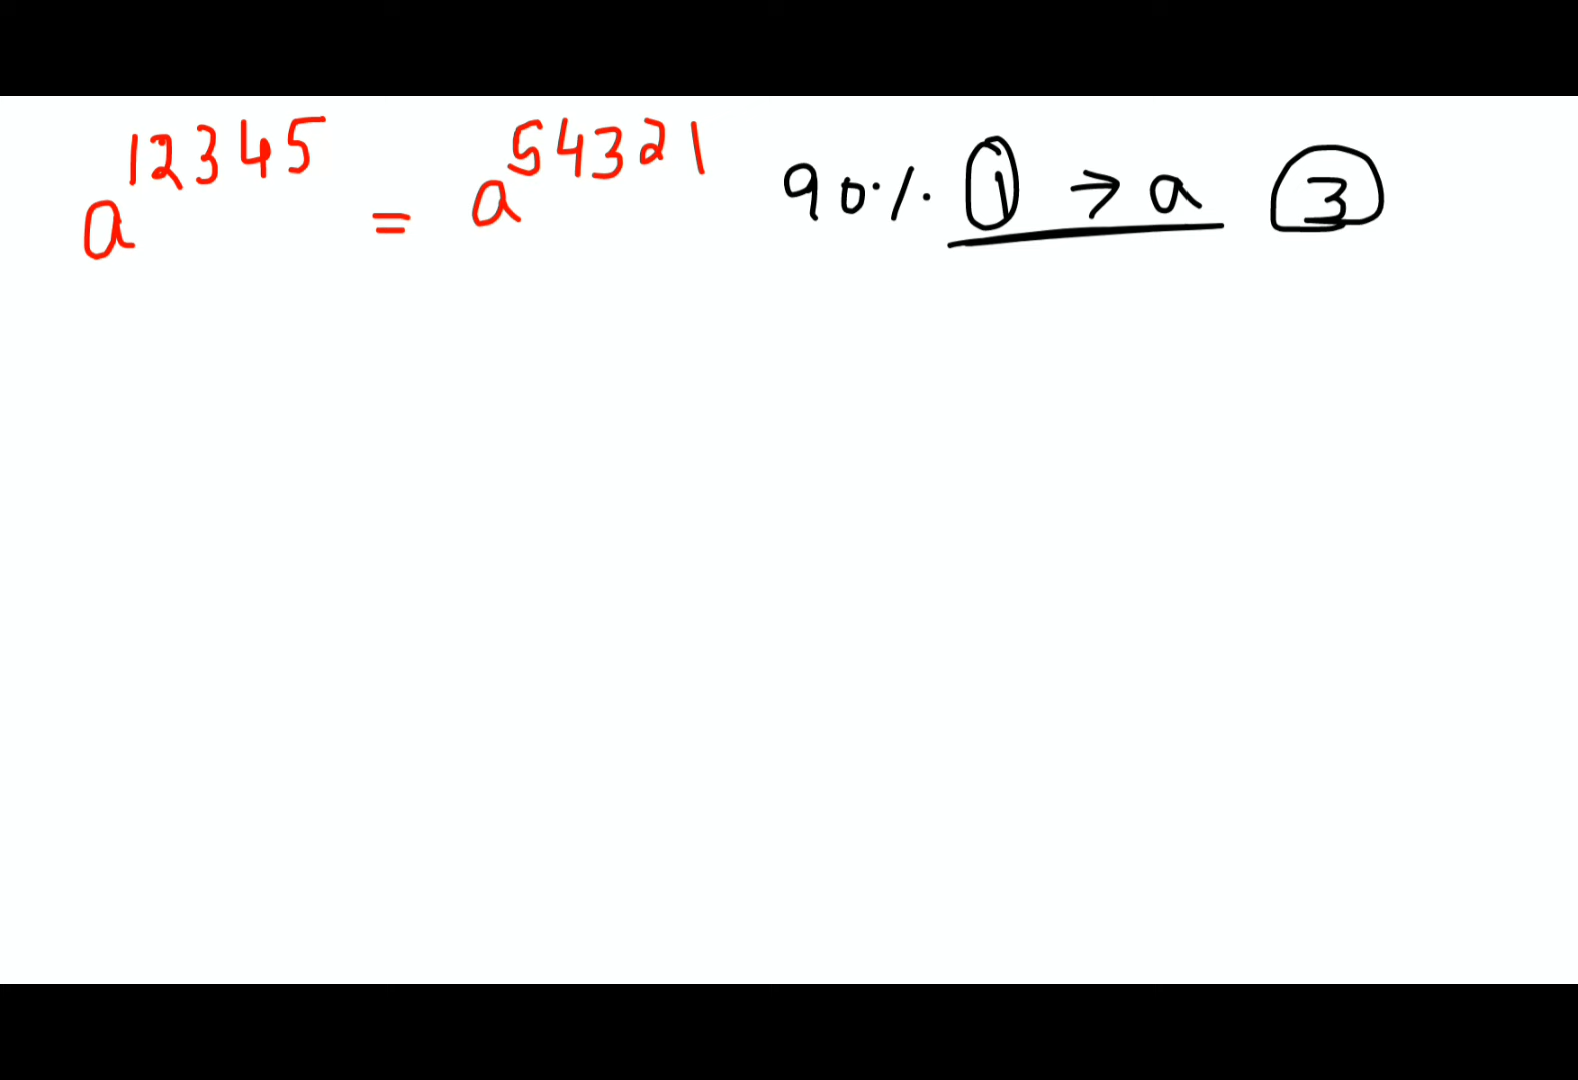 a^12345 = a^54321 90% ① → a ③